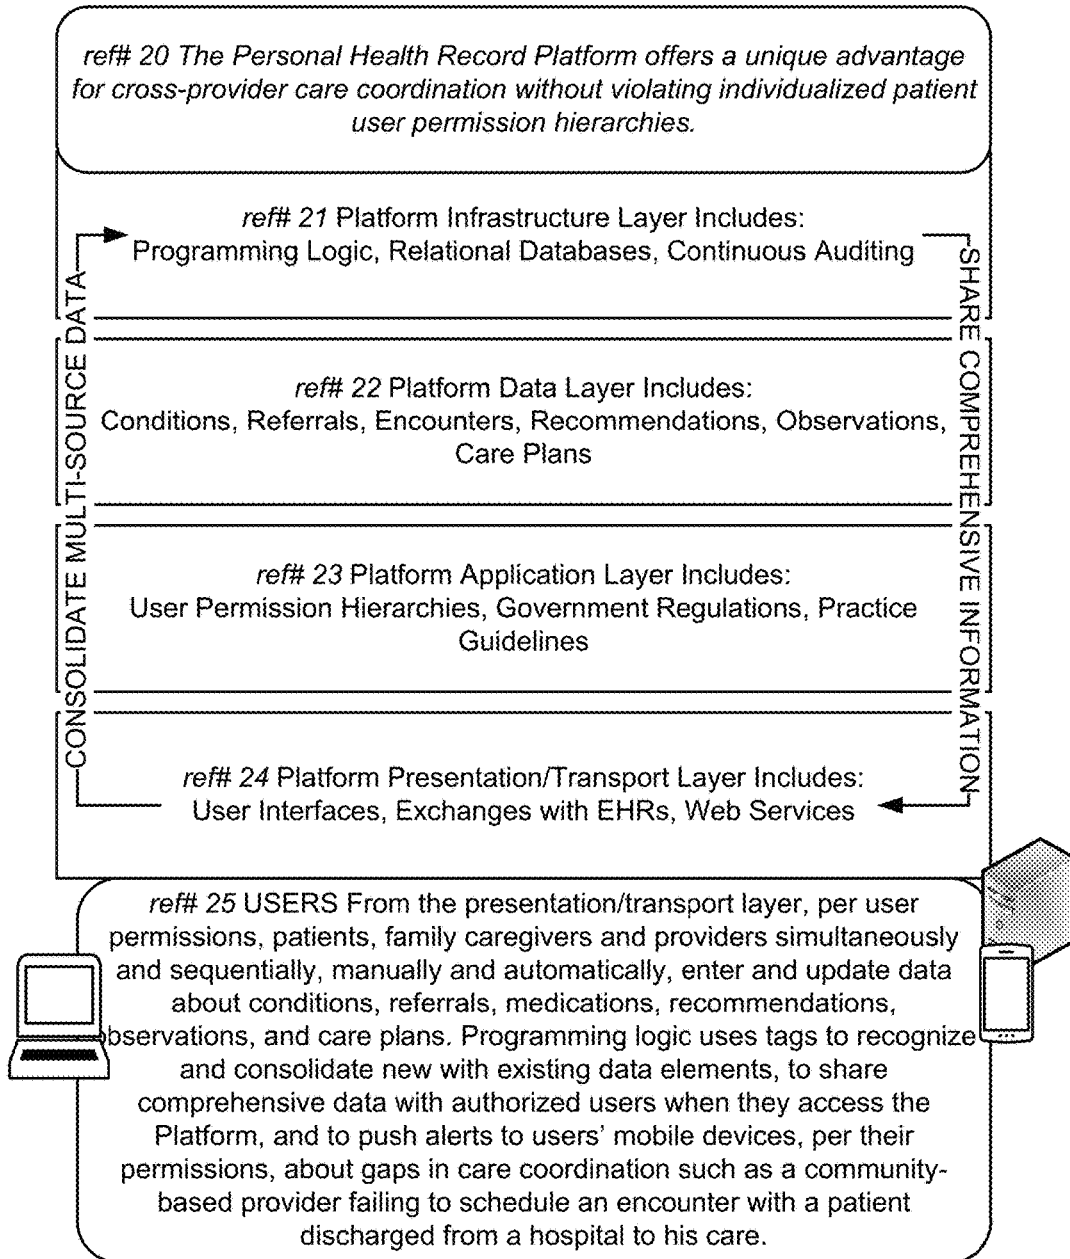 ref# 20 The Personal Health Record Platform offers a unique advantage
for cross-provider care coordination without violating individualized patient
user permission hierarchies.
ref# 21 Platform Infrastructure Layer Includes:
Programming Logic, Relational Databases, Continuous Auditing
CONSOLIDATE MULTI-SOURCE DATA
SHARE COMPREHENSIVE INFORMATION
ref# 22 Platform Data Layer Includes:
Conditions, Referrals, Encounters, Recommendations, Observations,
Care Plans
ref# 23 Platform Application Layer Includes:
User Permission Hierarchies, Government Regulations, Practice
Guidelines
ref# 24 Platform Presentation/Transport Layer Includes:
User Interfaces, Exchanges with EHRs, Web Services
ref# 25 USERS From the presentation/transport layer, per user
permissions, patients, family caregivers and providers simultaneously
and sequentially, manually and automatically, enter and update data
about conditions, referrals, medications, recommendations,
observations, and care plans. Programming logic uses tags to recognize
and consolidate new with existing data elements, to share
comprehensive data with authorized users when they access the
Platform, and to push alerts to users' mobile devices, per their
permissions, about gaps in care coordination such as a community-
based provider failing to schedule an encounter with a patient
discharged from a hospital to his care.